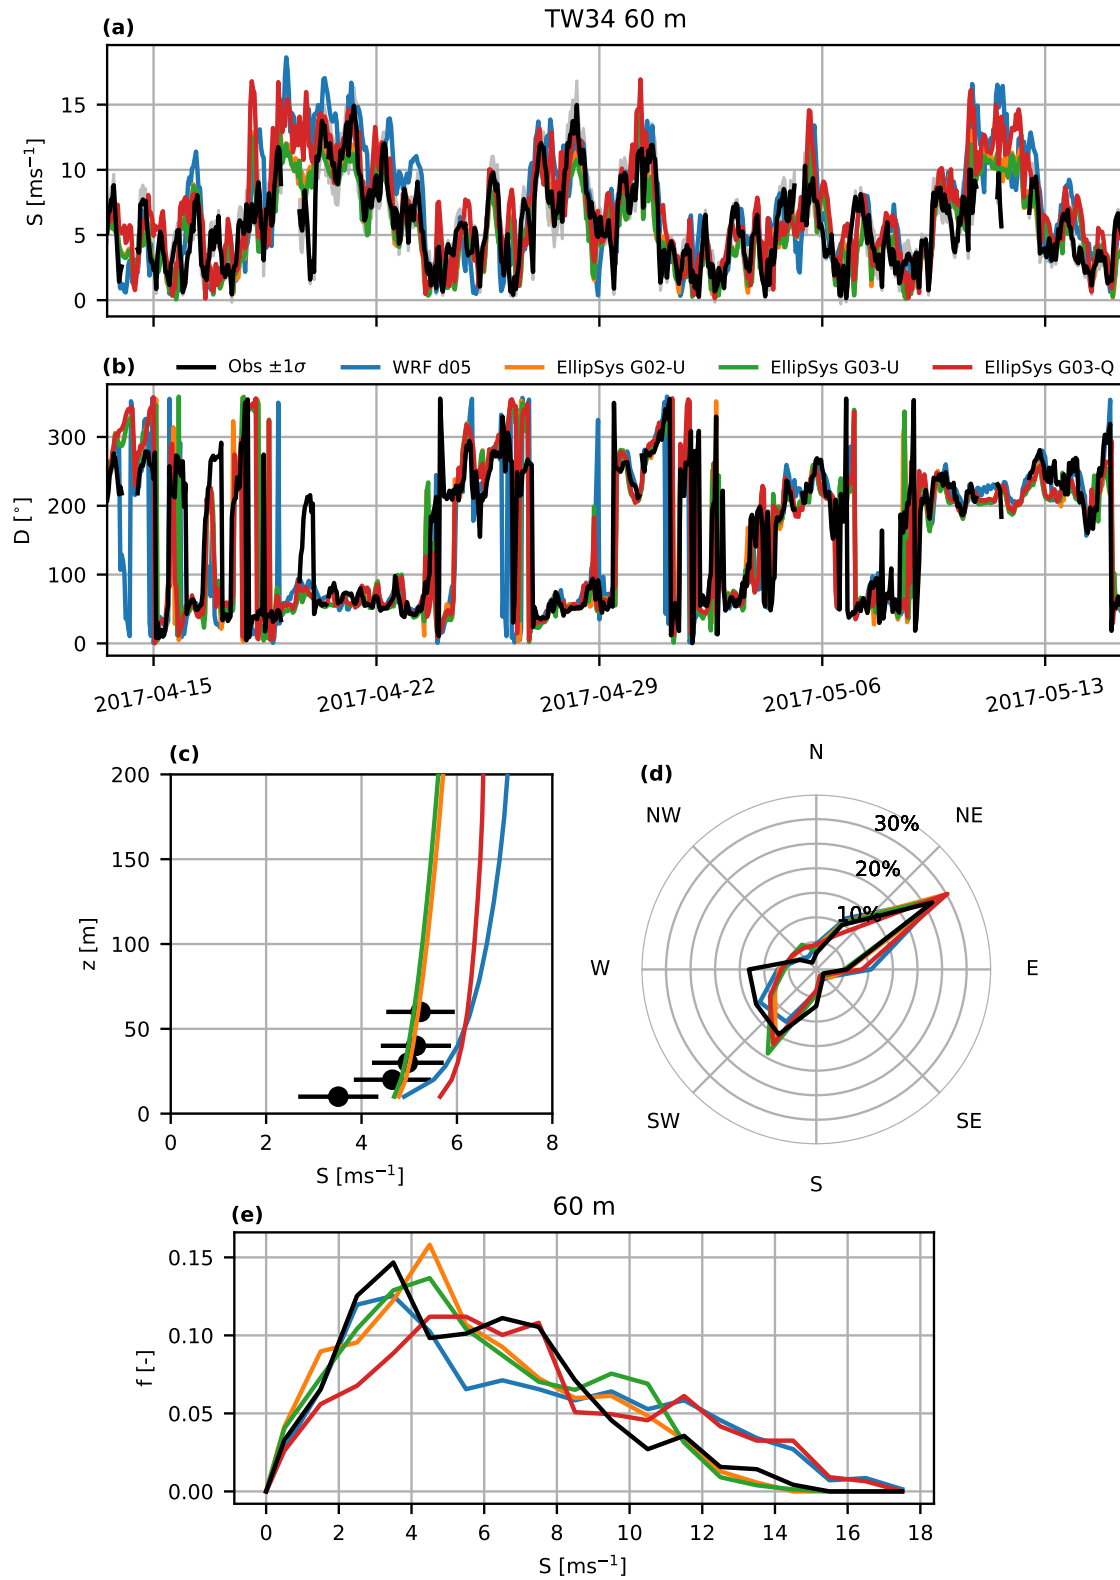 TW34 60 m
(a)
S [ms⁻¹]
15
10
5
0
(b)
Obs ±1σ
WRF d05
EllipSys G02-U
EllipSys G03-U
EllipSys G03-Q
D [°]
300
200
100
0
2017-04-15
2017-04-22
2017-04-29
2017-05-06
2017-05-13
(c)
z [m]
200
150
100
50
0
0 2 4 6 8
S [ms⁻¹]
(d)
N
NW
NE
30%
20%
10%
W
E
SW
SE
S
(e)
60 m
f [-]
0.15
0.10
0.05
0.00
0 2 4 6 8 10 12 14 16 18
S [ms⁻¹]